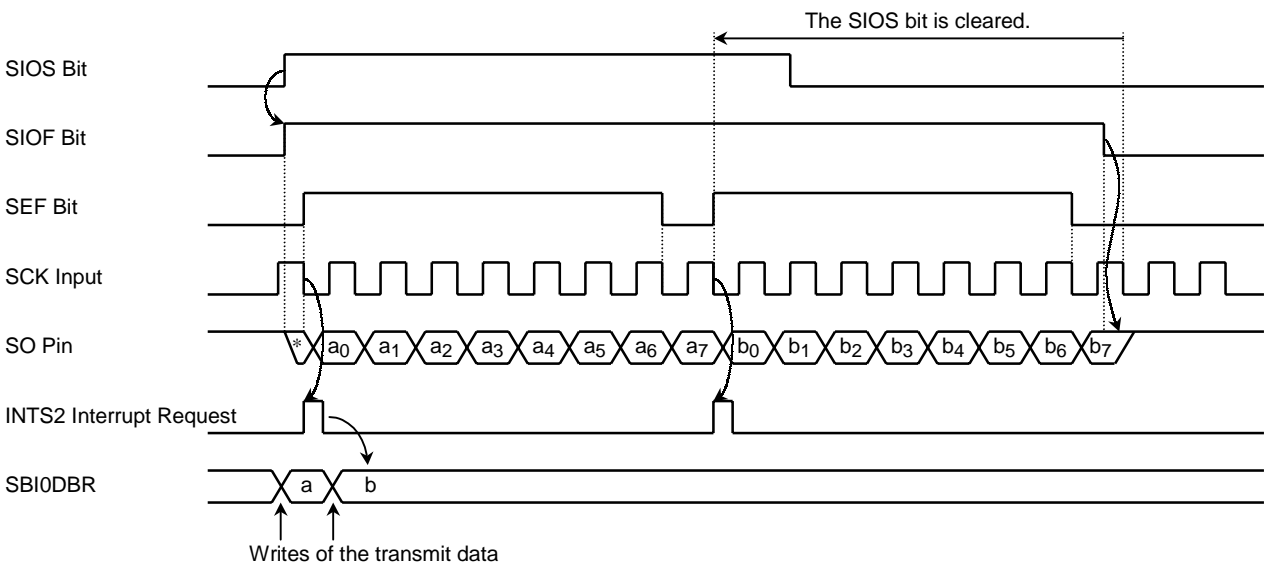 The SIOS bit is cleared.
SIOS Bit
SIOF Bit
SEF Bit
SCK Input
SO Pin
* a0 a1 a2 a3 a4 a5 a6 a7 b0 b1 b2 b3 b4 b5 b6 b7
INTS2 Interrupt Request
SBI0DBR
a b
Writes of the transmit data